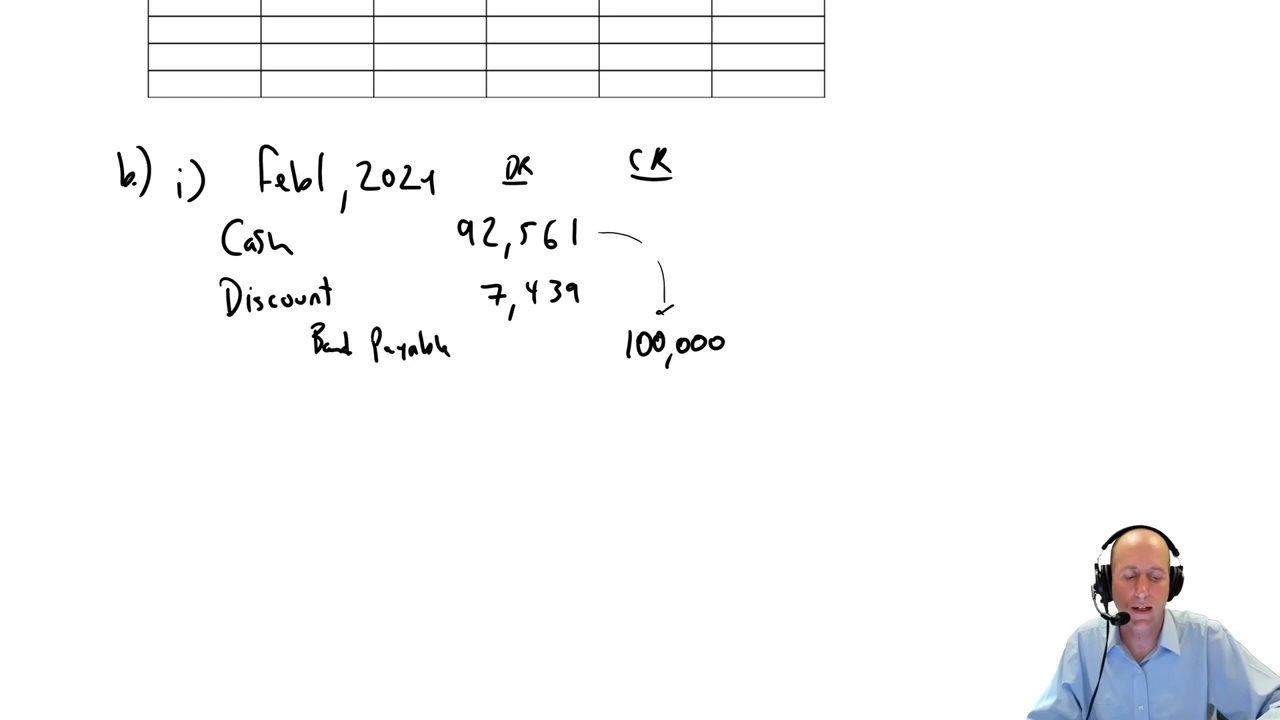 b.) i) Feb 1, 2021 DR CR
Cash 92,561
Discount 7,439
Bond Payable 100,000